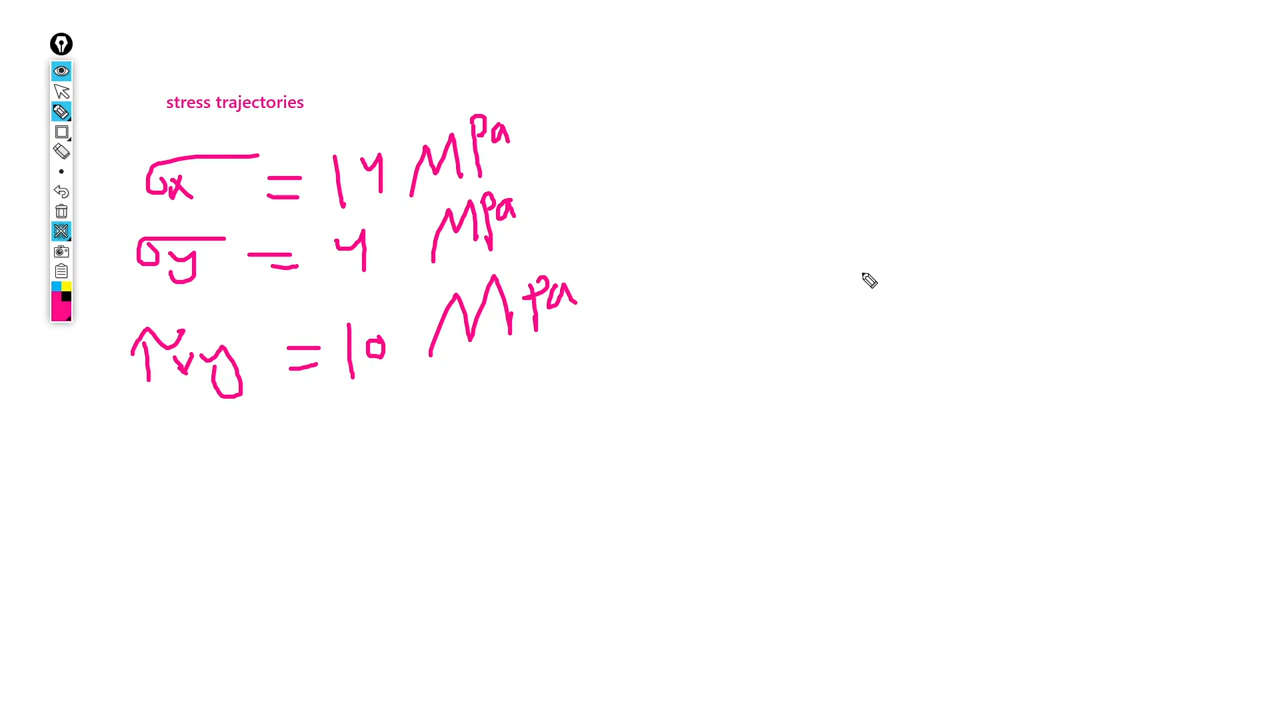 stress trajectories
σx = 14 MPa
σy = 4 MPa
τxy = 10 MPa